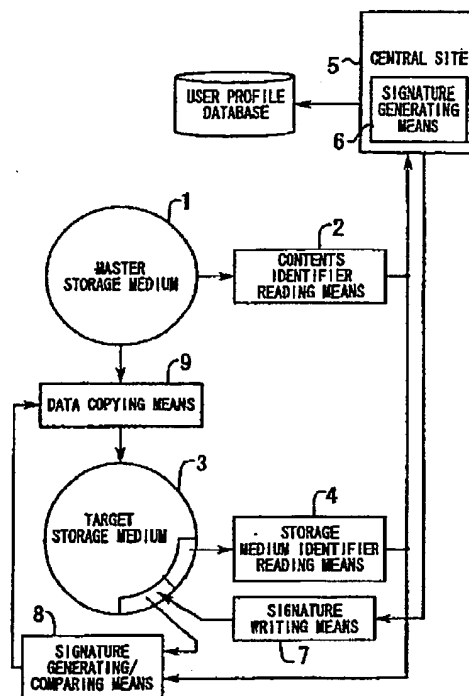 5
CENTRAL SITE
SIGNATURE
GENERATING
MEANS
6
USER PROFILE
DATABASE
1
MASTER
STORAGE MEDIUM
2
CONTENTS
IDENTIFIER
READING MEANS
9
DATA COPYING MEANS
3
TARGET
STORAGE MEDIUM
4
STORAGE
MEDIUM IDENTIFIER
READING MEANS
SIGNATURE
WRITING MEANS
7
8
SIGNATURE
GENERATING/
COMPARING MEANS